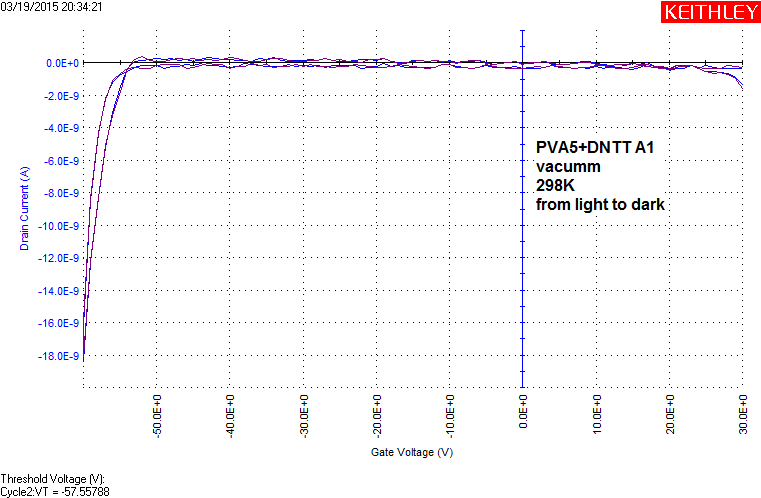 03/19/2015 20:34:21
KEITHLEY
0.0E+0
-2.0E-9
-4.0E-9
-6.0E-9
-8.0E-9
-10.0E-9
-12.0E-9
-14.0E-9
-16.0E-9
-18.0E-9
Drain Current (A)
PVA5+DNTT A1
vacumm
298K
from light to dark
-50.0E+0
-40.0E+0
-30.0E+0
-20.0E+0
-10.0E+0
0.0E+0
10.0E+0
20.0E+0
30.0E+0
Gate Voltage (V)
Threshold Voltage (V):
Cycle2:VT = -57.55788